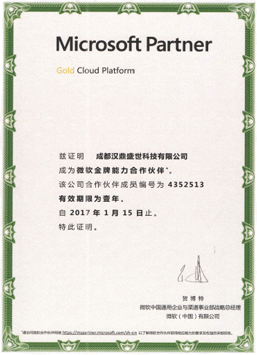 Microsoft Partner
Gold Cloud Platform
兹证明 成都汉鼎盛世科技有限公司
成为微软金牌能力合作伙伴*。
该公司合作伙伴成员编号为 4352513
有效期限为壹年。
自 2017 年 1 月 15 日止。
特此证明。
贺博特
微软中国通用企业与渠道事业部战略总经理
微软（中国）有限公司